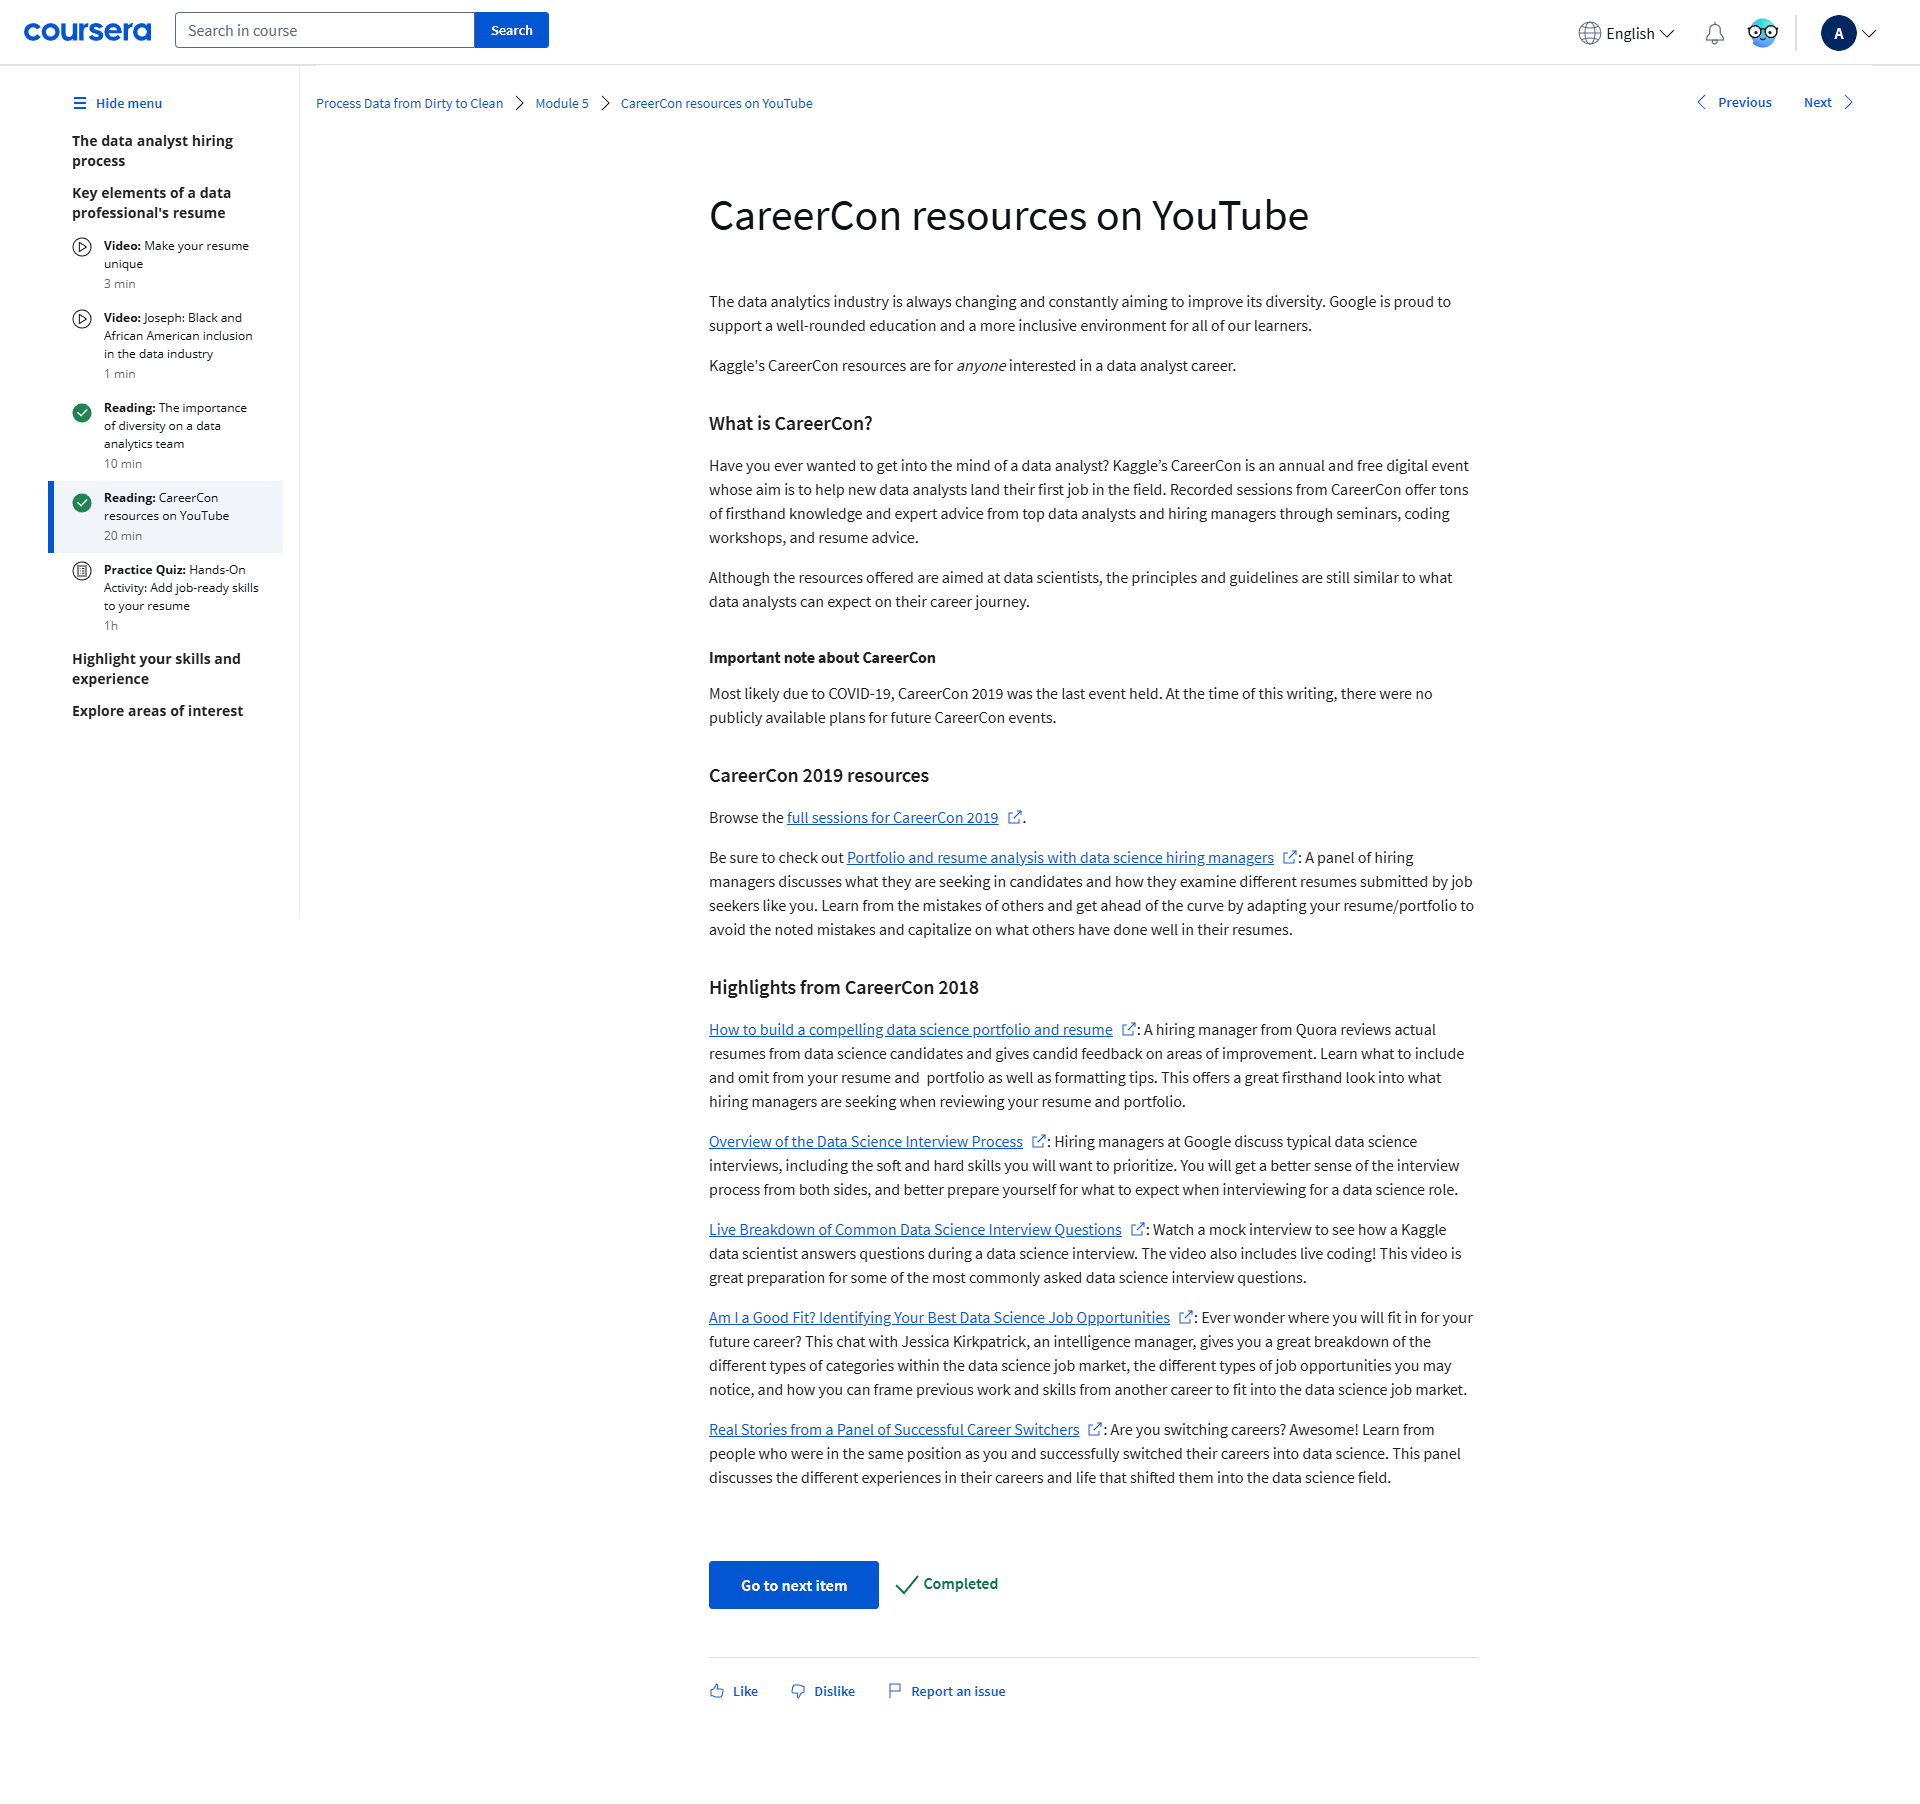 coursera
Search in course
Search
English
A
Hide menu
The data analyst hiring
process
Key elements of a data
professional's resume
Video: Make your resume
unique
3 min
Video: Joseph: Black and
African American inclusion
in the data industry
1 min
Reading: The importance
of diversity on a data
analytics team
10 min
Reading: CareerCon
resources on YouTube
20 min
Practice Quiz: Hands-On
Activity: Add job-ready skills
to your resume
1h
Highlight your skills and
experience
Explore areas of interest
Process Data from Dirty to Clean
Module 5
CareerCon resources on YouTube
Previous
Next
CareerCon resources on YouTube
The data analytics industry is always changing and constantly aiming to improve its diversity. Google is proud to
support a well-rounded education and a more inclusive environment for all of our learners.
Kaggle's CareerCon resources are for anyone interested in a data analyst career.
What is CareerCon?
Have you ever wanted to get into the mind of a data analyst? Kaggle’s CareerCon is an annual and free digital event
whose aim is to help new data analysts land their first job in the field. Recorded sessions from CareerCon offer tons
of firsthand knowledge and expert advice from top data analysts and hiring managers through seminars, coding
workshops, and resume advice.
Although the resources offered are aimed at data scientists, the principles and guidelines are still similar to what
data analysts can expect on their career journey.
Important note about CareerCon
Most likely due to COVID-19, CareerCon 2019 was the last event held. At the time of this writing, there were no
publicly available plans for future CareerCon events.
CareerCon 2019 resources
Browse the full sessions for CareerCon 2019.
Be sure to check out Portfolio and resume analysis with data science hiring managers: A panel of hiring
managers discusses what they are seeking in candidates and how they examine different resumes submitted by job
seekers like you. Learn from the mistakes of others and get ahead of the curve by adapting your resume/portfolio to
avoid the noted mistakes and capitalize on what others have done well in their resumes.
Highlights from CareerCon 2018
How to build a compelling data science portfolio and resume: A hiring manager from Quora reviews actual
resumes from data science candidates and gives candid feedback on areas of improvement. Learn what to include
and omit from your resume and portfolio as well as formatting tips. This offers a great firsthand look into what
hiring managers are seeking when reviewing your resume and portfolio.
Overview of the Data Science Interview Process: Hiring managers at Google discuss typical data science
interviews, including the soft and hard skills you will want to prioritize. You will get a better sense of the interview
process from both sides, and better prepare yourself for what to expect when interviewing for a data science role.
Live Breakdown of Common Data Science Interview Questions: Watch a mock interview to see how a Kaggle
data scientist answers questions during a data science interview. The video also includes live coding! This video is
great preparation for some of the most commonly asked data science interview questions.
Am I a Good Fit? Identifying Your Best Data Science Job Opportunities: Ever wonder where you will fit in for your
future career? This chat with Jessica Kirkpatrick, an intelligence manager, gives you a great breakdown of the
different types of categories within the data science job market, the different types of job opportunities you may
notice, and how you can frame previous work and skills from another career to fit into the data science job market.
Real Stories from a Panel of Successful Career Switchers: Are you switching careers? Awesome! Learn from
people who were in the same position as you and successfully switched their careers into data science. This panel
discusses the different experiences in their careers and life that shifted them into the data science field.
Go to next item
Completed
Like
Dislike
Report an issue